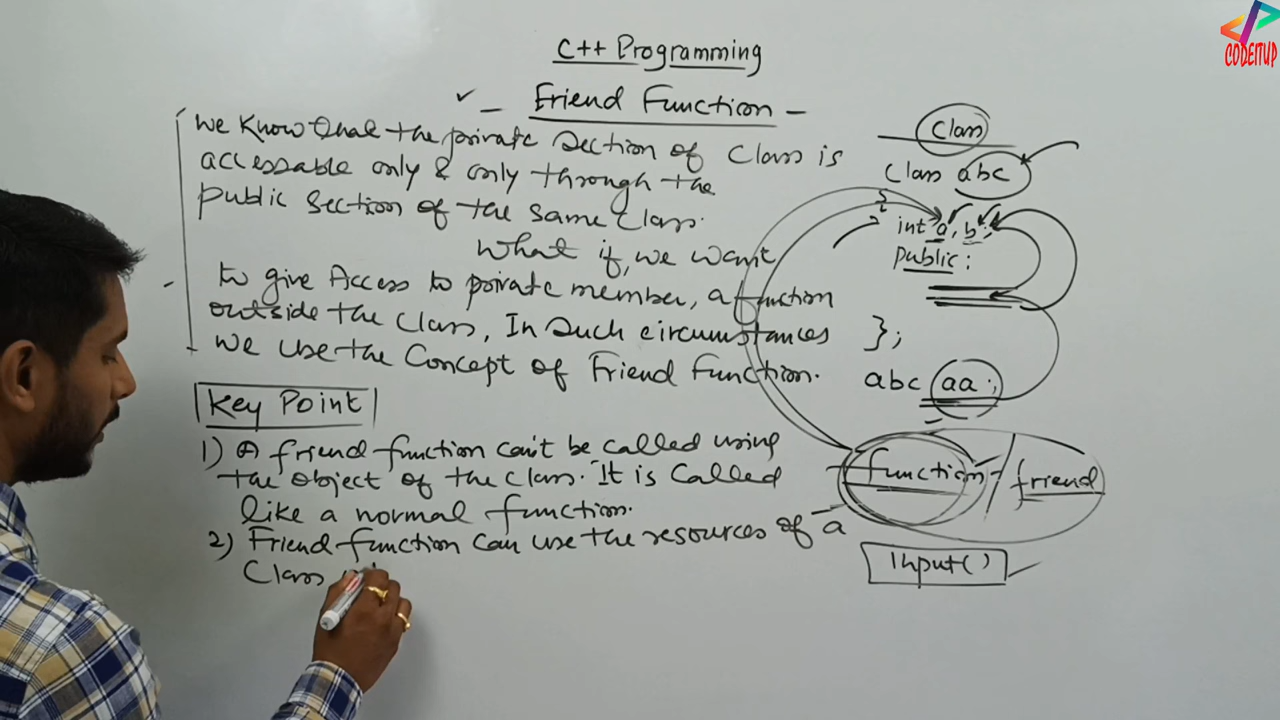 C++ Programming
- Friend Function -
We Know that the private Section of Class is
accessable only & only through the
public Section of the same Class.
What if, we want
to give Access to private member, a function
outside the Class, In Such circumstances
we use the Concept of Friend Function.
Key Point
1) A friend function can't be called using
the object of the class. It is Called
like a normal function.
2) Friend function can use the resources of a
Class
Class
Class abc
{
int a, b;
public:
};
abc aa;
function
friend
Input()
CODEITUP